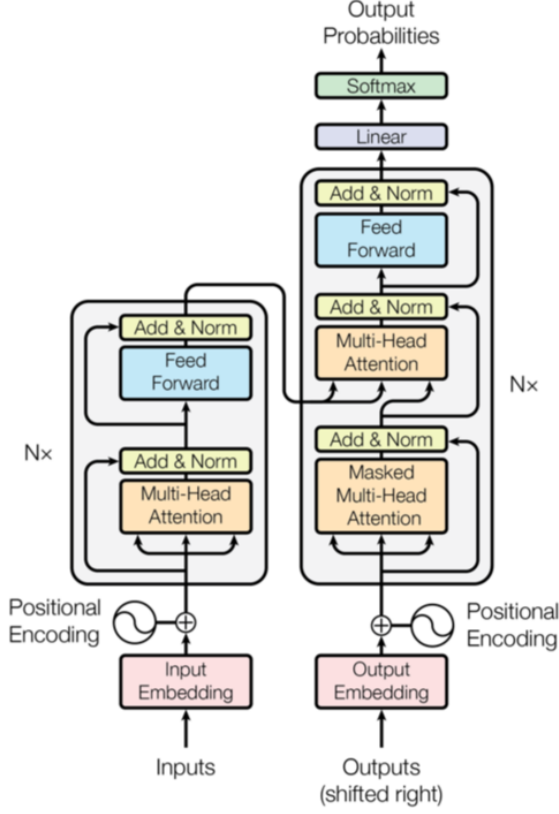 Output
Probabilities
Softmax
Linear
Add & Norm
Feed
Forward
Add & Norm
Multi-Head
Attention
Add & Norm
Masked
Multi-Head
Attention
N×
Add & Norm
Feed
Forward
Add & Norm
Multi-Head
Attention
N×
Positional
Encoding
Positional
Encoding
Input
Embedding
Output
Embedding
Inputs
Outputs
(shifted right)